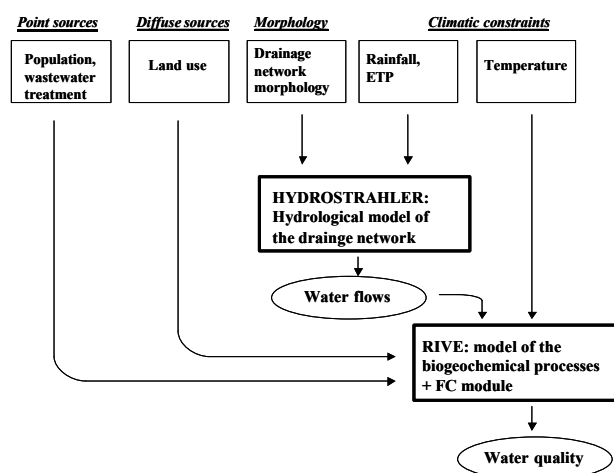 Point sources
Diffuse sources
Morphology
Climatic constraints
Population,
wastewater
treatment
Land use
Drainage
network
morphology
Rainfall,
ETP
Temperature
HYDROSTRAHLER:
Hydrological model of
the drainge network
Water flows
RIVE: model of the
biogeochemical processes
+ FC module
Water quality